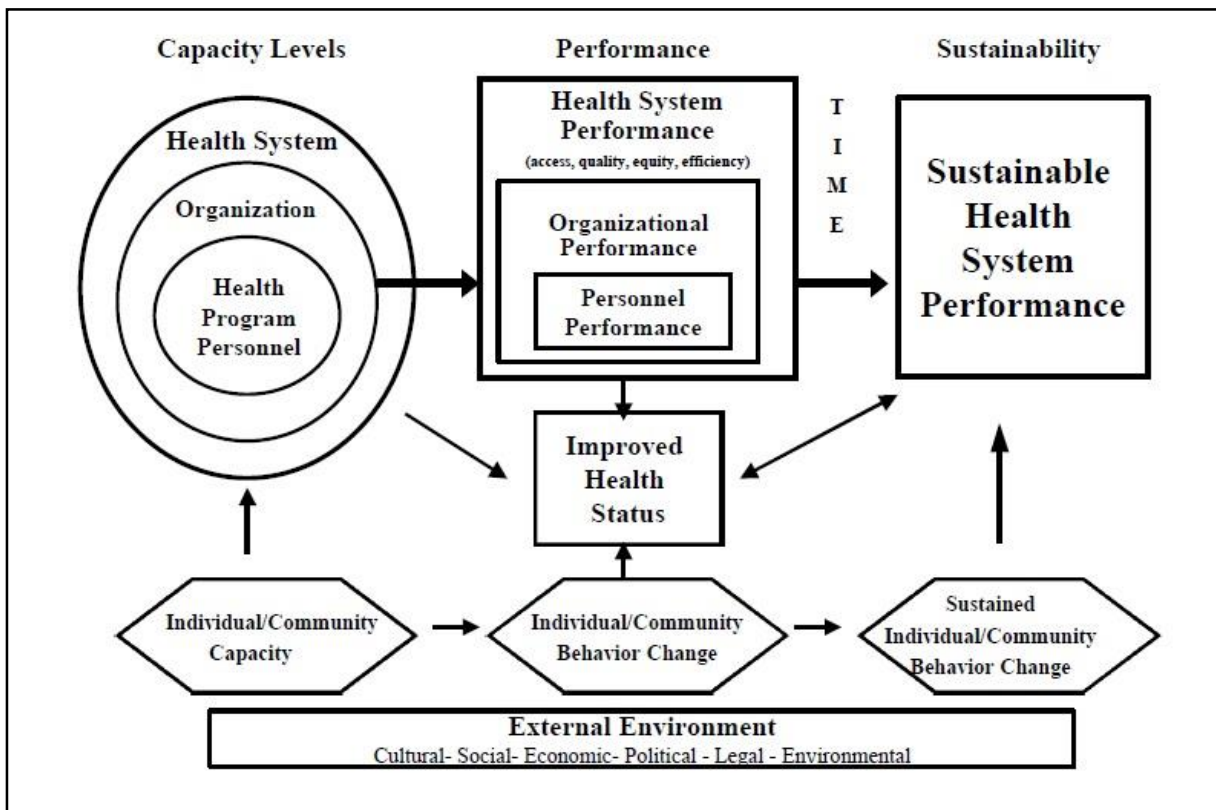 Capacity Levels
Performance
Sustainability
Health System
Organization
Health
Program
Personnel
Health System
Performance
(access, quality, equity, efficiency)
Organizational
Performance
Personnel
Performance
T
I
M
E
Sustainable
Health
System
Performance
Improved
Health
Status
Individual/Community
Capacity
Individual/Community
Behavior Change
Sustained
Individual/Community
Behavior Change
External Environment
Cultural- Social- Economic- Political - Legal - Environmental